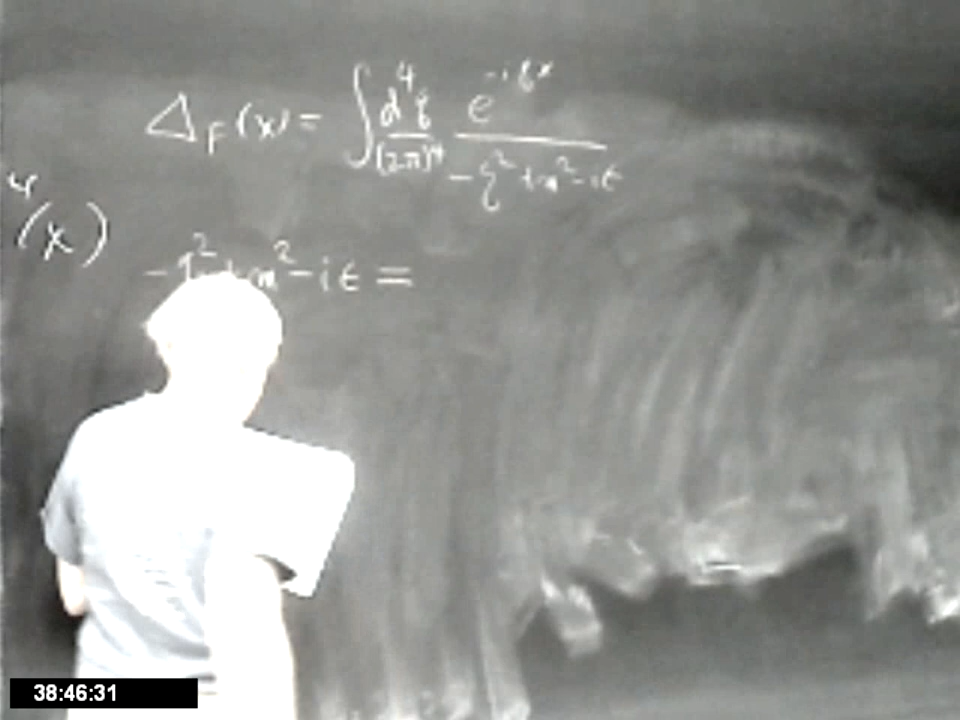 Δ_F(x) = ∫ d⁴q/(2π)⁴ e^{-iqx}/(-q²+m²-iε)
(x)
-q²+m²-iε =
38:46:31